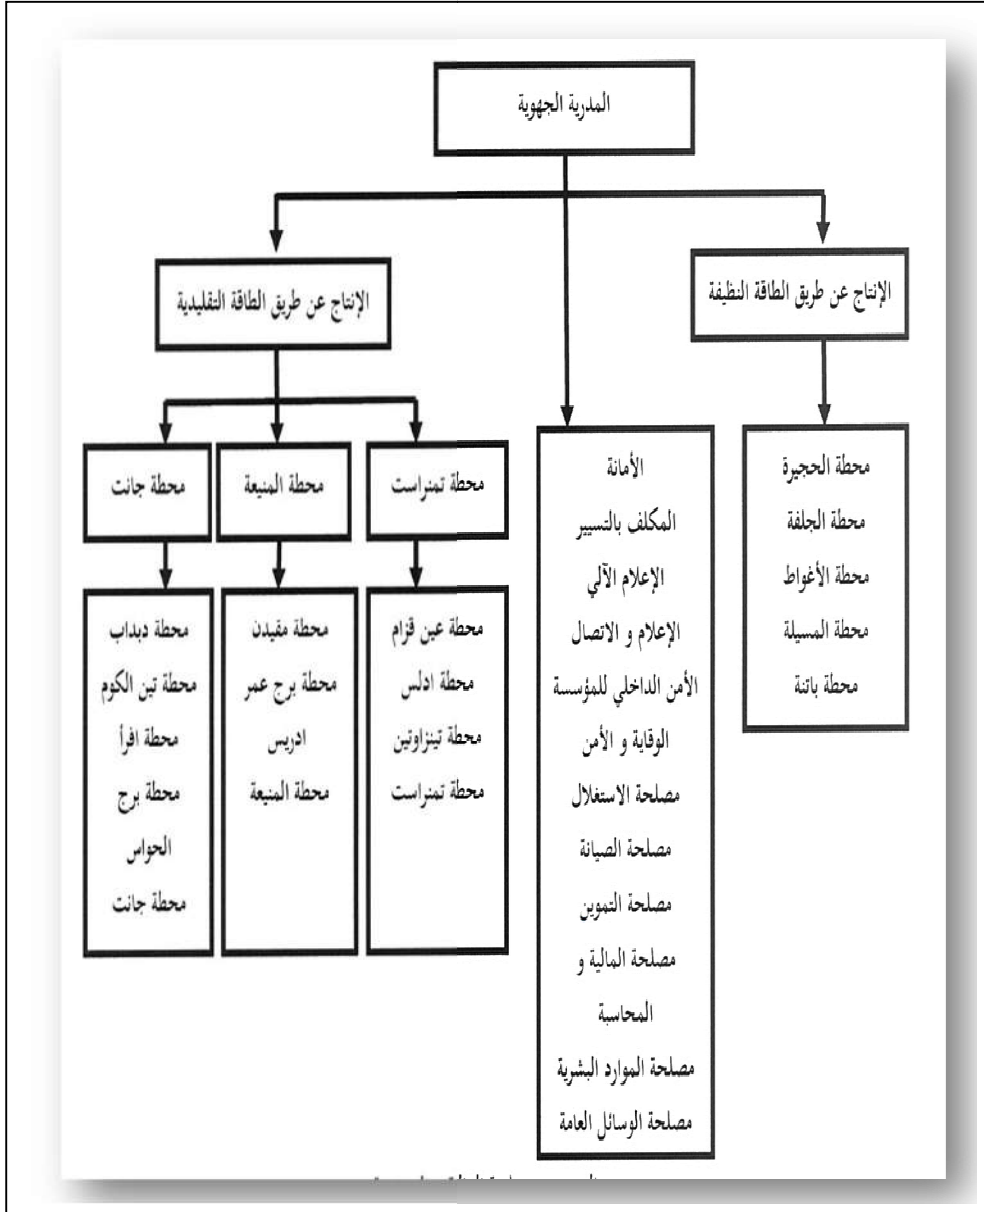 المدرية الجهوية
الإنتاج عن طريق الطاقة النظيفة
الإنتاج عن طريق الطاقة التقليدية
محطة الحجيرة
محطة الجلفة
محطة الأغواط
محطة المسيلة
محطة باتنة
الأمانة
المكلف بالتسيير
الإعلام الآلي
الإعلام و الاتصال
الأمن الداخلي للمؤسسة
الوقاية و الأمن
مصلحة الاستغلال
مصلحة الصيانة
مصلحة التموين
مصلحة المالية و
المحاسبة
مصلحة الموارد البشرية
مصلحة الوسائل العامة
محطة تمنراست
محطة عين قزام
محطة ادلس
محطة تينزاوتين
محطة تمنراست
محطة المنيعة
محطة مقيدن
محطة برج عمر
ادريس
محطة المنيعة
محطة جانت
محطة دبداب
محطة تين الكوم
محطة افرأ
محطة برج
الحواس
محطة جانت